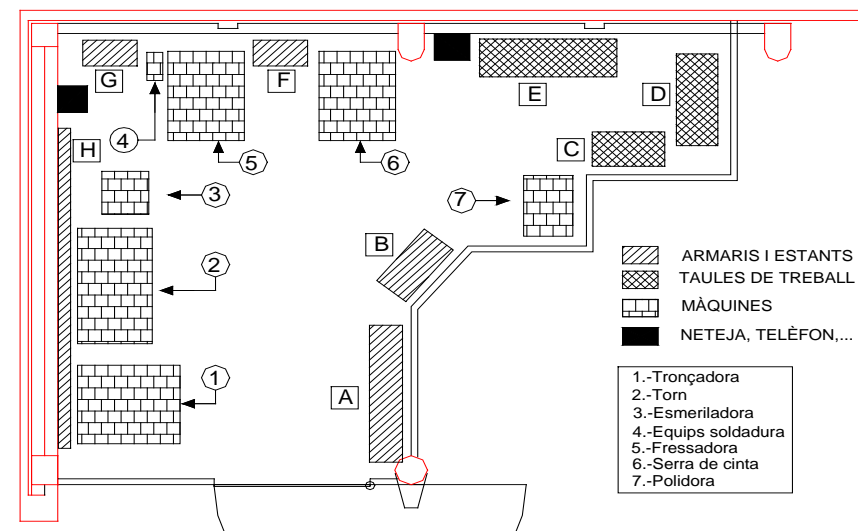 G
F
E
D
4
5
6
C
H
3
7
B
2
ARMARIS I ESTANTS
TAULES DE TREBALL
MÀQUINES
NETEJA, TELÈFON,...
1
A
1.-Tronçadora
2.-Torn
3.-Esmeriladora
4.-Equips soldadura
5.-Fressadora
6.-Serra de cinta
7.-Polidora